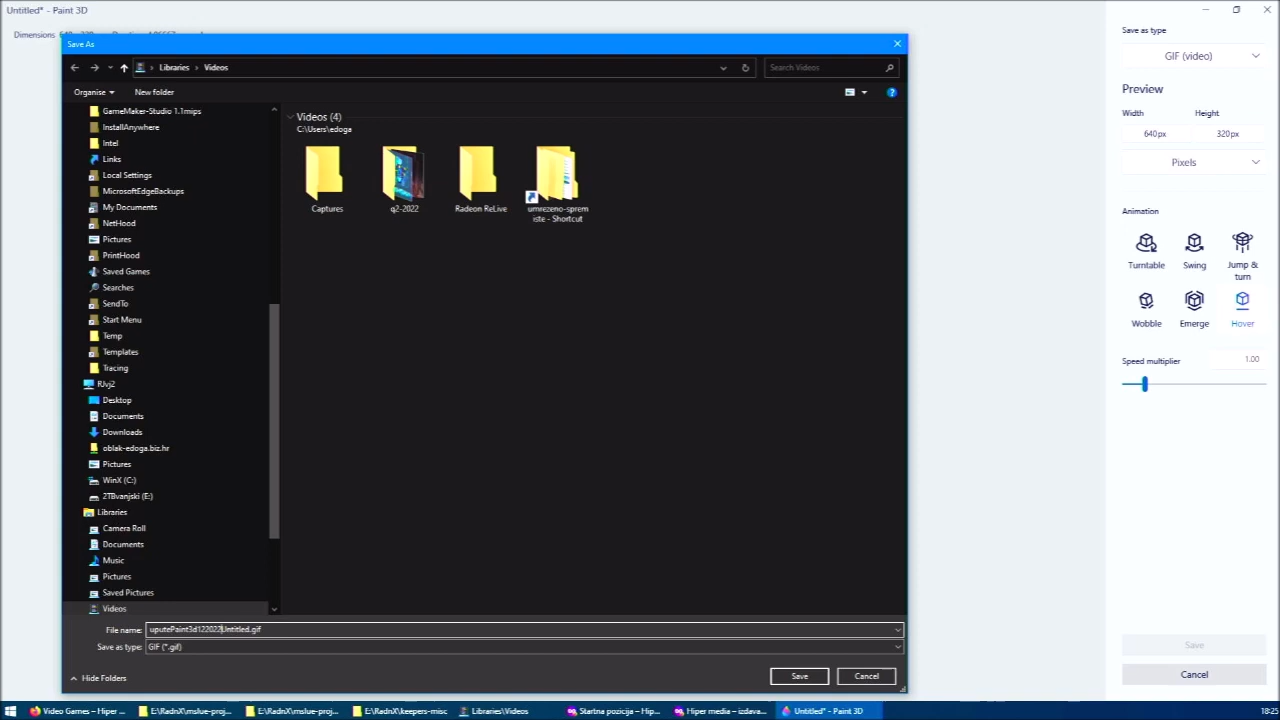 Untitled* - Paint 3D
Save As
Libraries
Videos
Search Videos
Organise
New folder
GameMaker-Studio 1.1mips
InstallAnywhere
Intel
Links
Local Settings
MicrosoftEdgeBackups
My Documents
NetHood
Pictures
PrintHood
Saved Games
Searches
SendTo
Start Menu
Temp
Templates
Tracing
RJvj2
Desktop
Documents
Downloads
oblak-edoga.biz.hr
Pictures
WinX (C:)
2TBvanjski (E:)
Libraries
Camera Roll
Documents
Music
Pictures
Saved Pictures
Videos
Videos (4)
C:\Users\edoga
Captures
q2-2022
Radeon ReLive
umrezeno-sprem
iste - Shortcut
File name: uputePaint3d122022Untitled.gif
Save as type: GIF (*.gif)
Hide Folders
Save
Cancel
Save as type
GIF (video)
Preview
Width
Height
640px
320px
Pixels
Animation
Turntable
Swing
Jump &
turn
Wobble
Emerge
Hover
Speed multiplier
1.00
Save
Cancel
Video Games – Hiper ...
E:\RadnX\mslue-proj...
E:\RadnX\mslue-proj...
E:\RadnX\keepers-misc
Libraries\Videos
Startna pozicija – Hip...
Hiper media – izdava...
Untitled* - Paint 3D
18:25